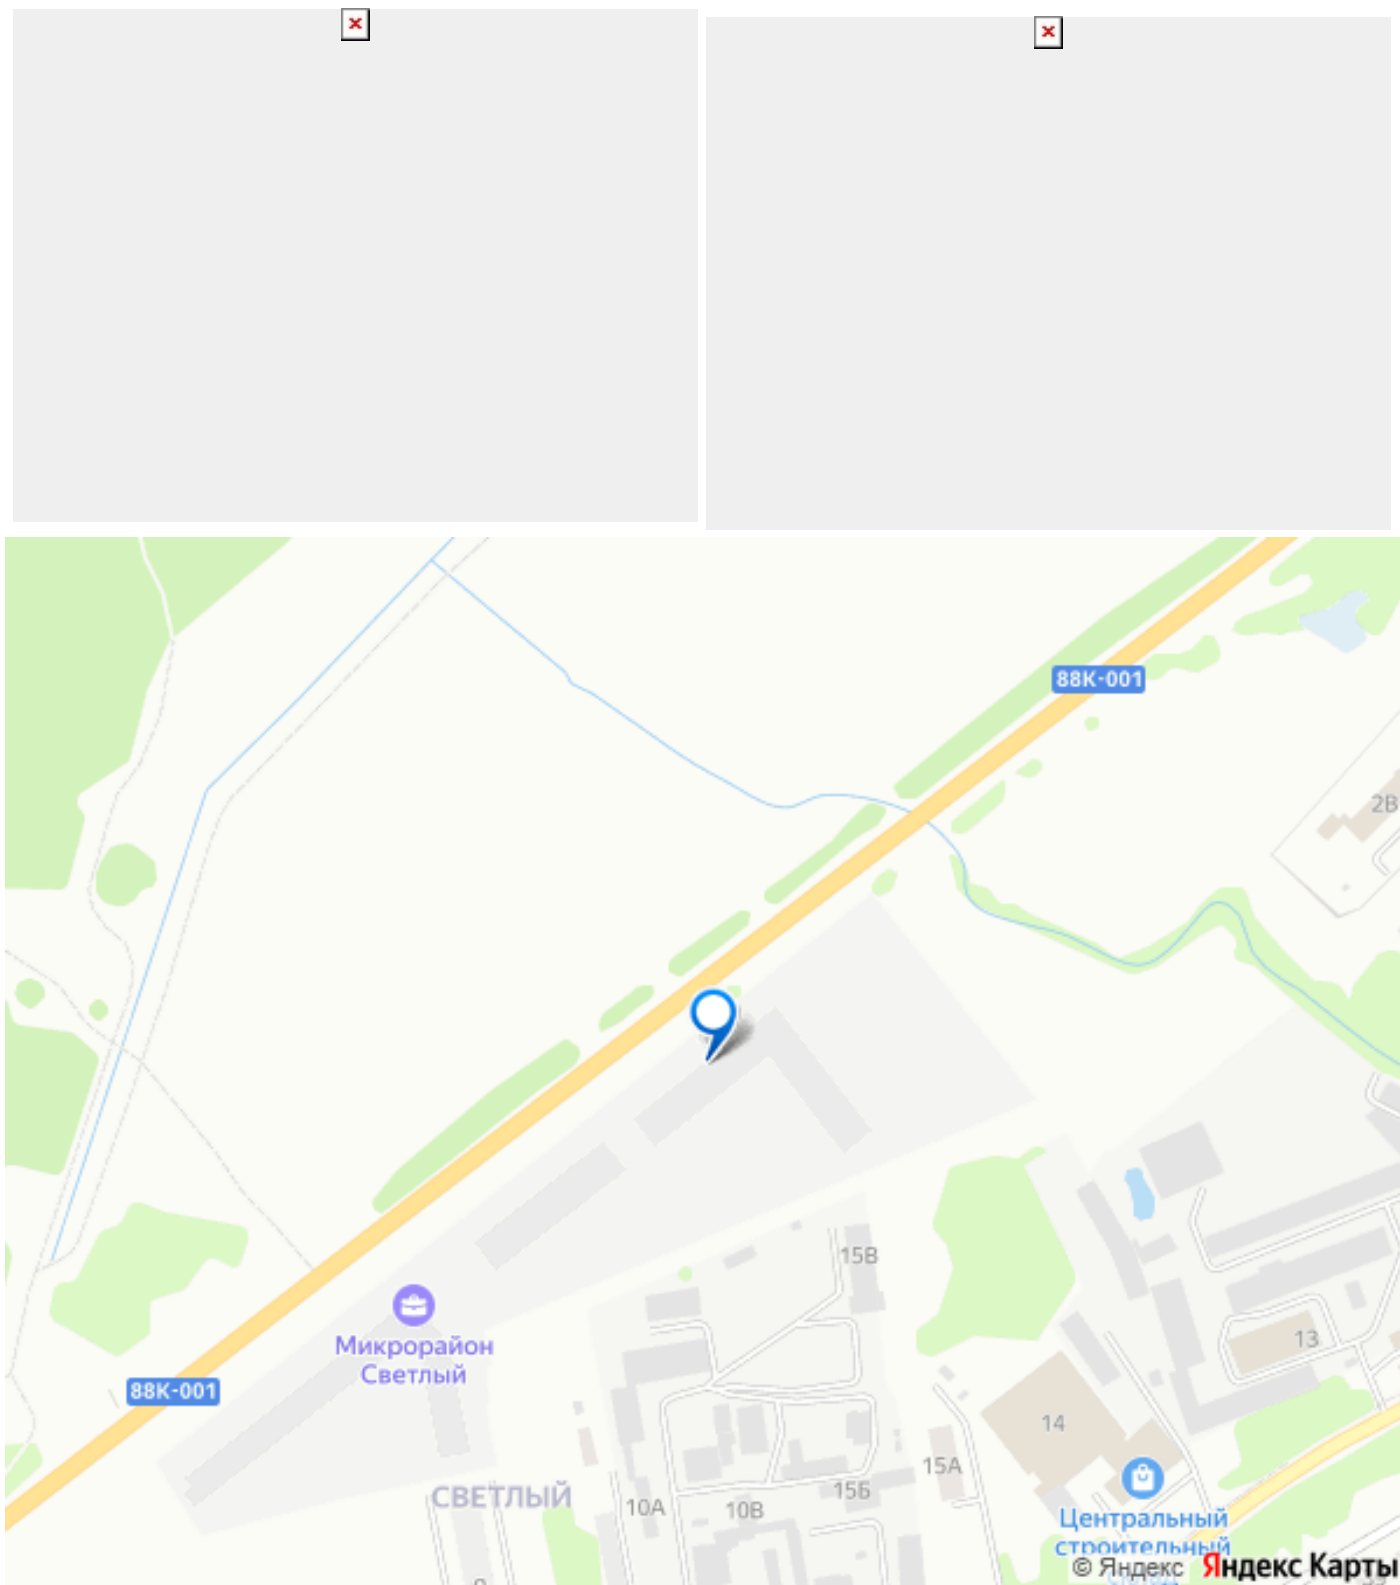 88К-001
2В
15В
Микрорайон
Светлый
88К-001
13
14
15А
СВЕТЛЫЙ
10А
10В
15Б
Центральный
строительный
© Яндекс
Яндекс Карты